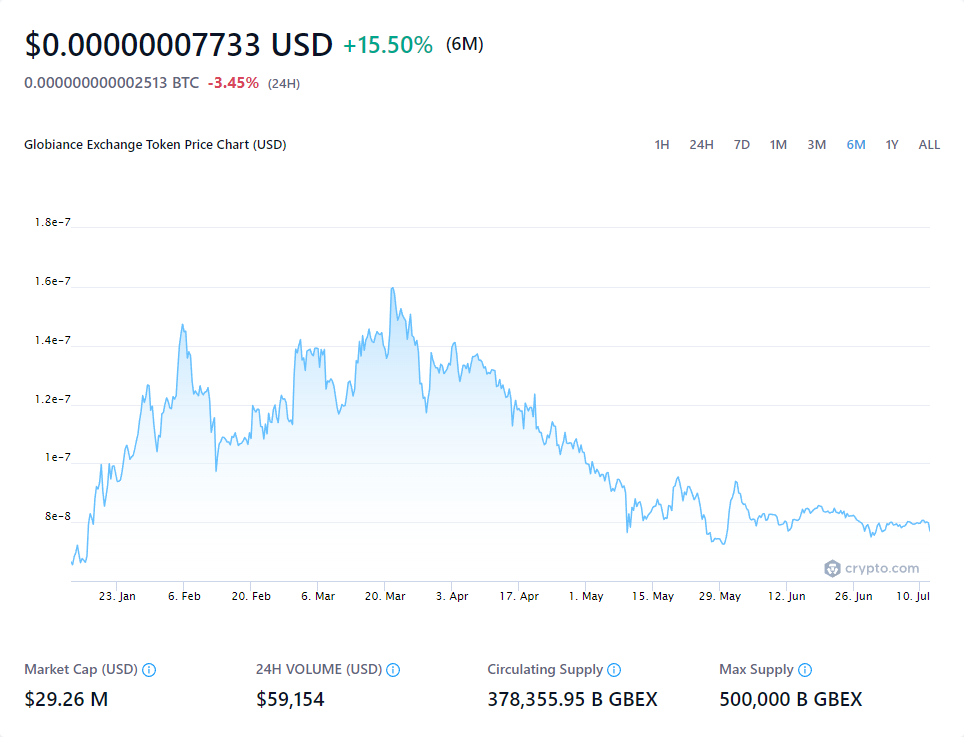 $0.00000007733 USD +15.50% (6M)
0.000000000002513 BTC -3.45% (24H)
Globiance Exchange Token Price Chart (USD) 1H 24H 7D 1M 3M 6M 1Y ALL
1.8e-7
1.6e-7
1.4e-7
1.2e-7
1e-7
8e-8
crypto.com
23. Jan 6. Feb 20. Feb 6. Mar 20. Mar 3. Apr 17. Apr 1. May 15. May 29. May 12. Jun 26. Jun 10. Jul
Market Cap (USD) 24H VOLUME (USD) Circulating Supply Max Supply
$29.26 M $59,154 378,355.95 B GBEX 500,000 B GBEX